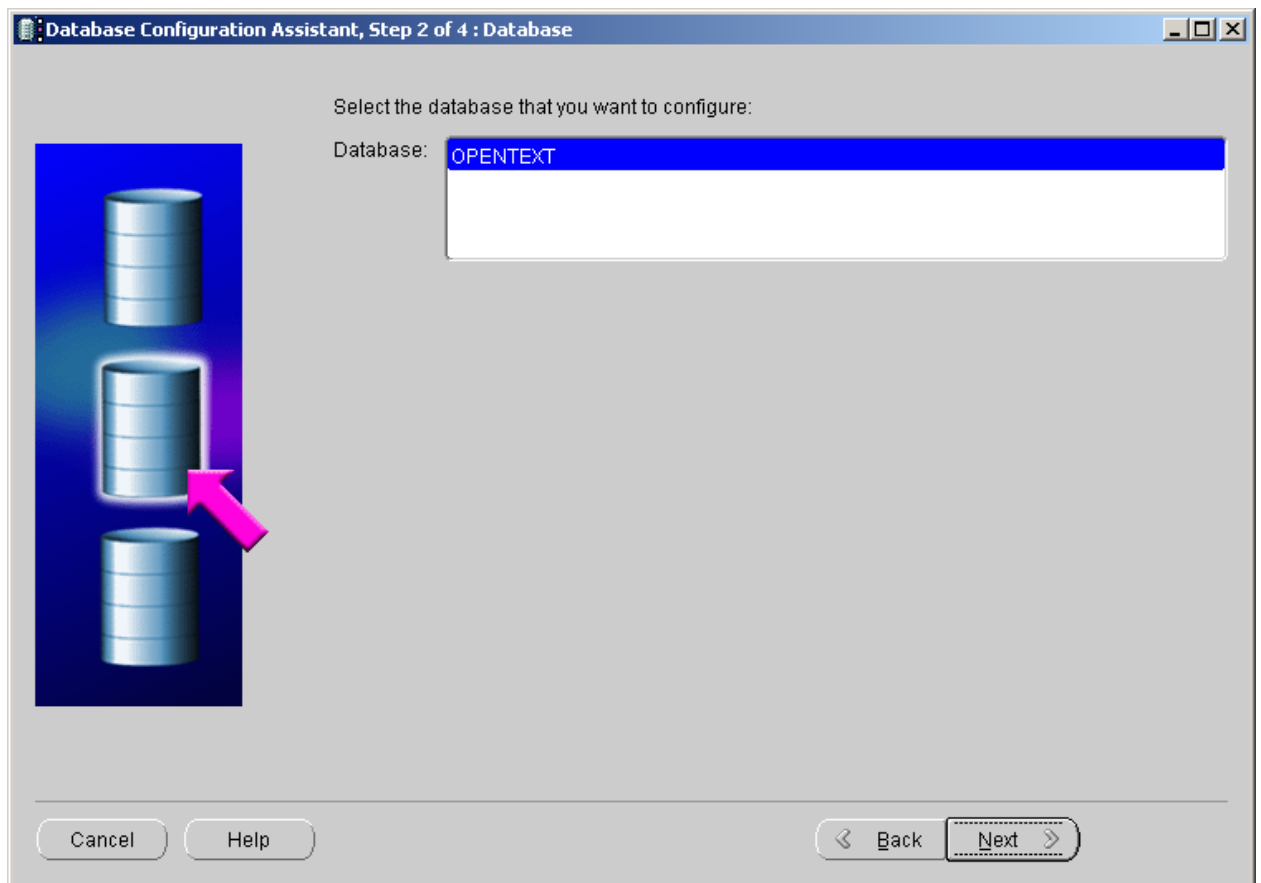 Database Configuration Assistant, Step 2 of 4 : Database
Select the database that you want to configure:
Database:
OPENTEXT
Cancel
Help
Back
Next